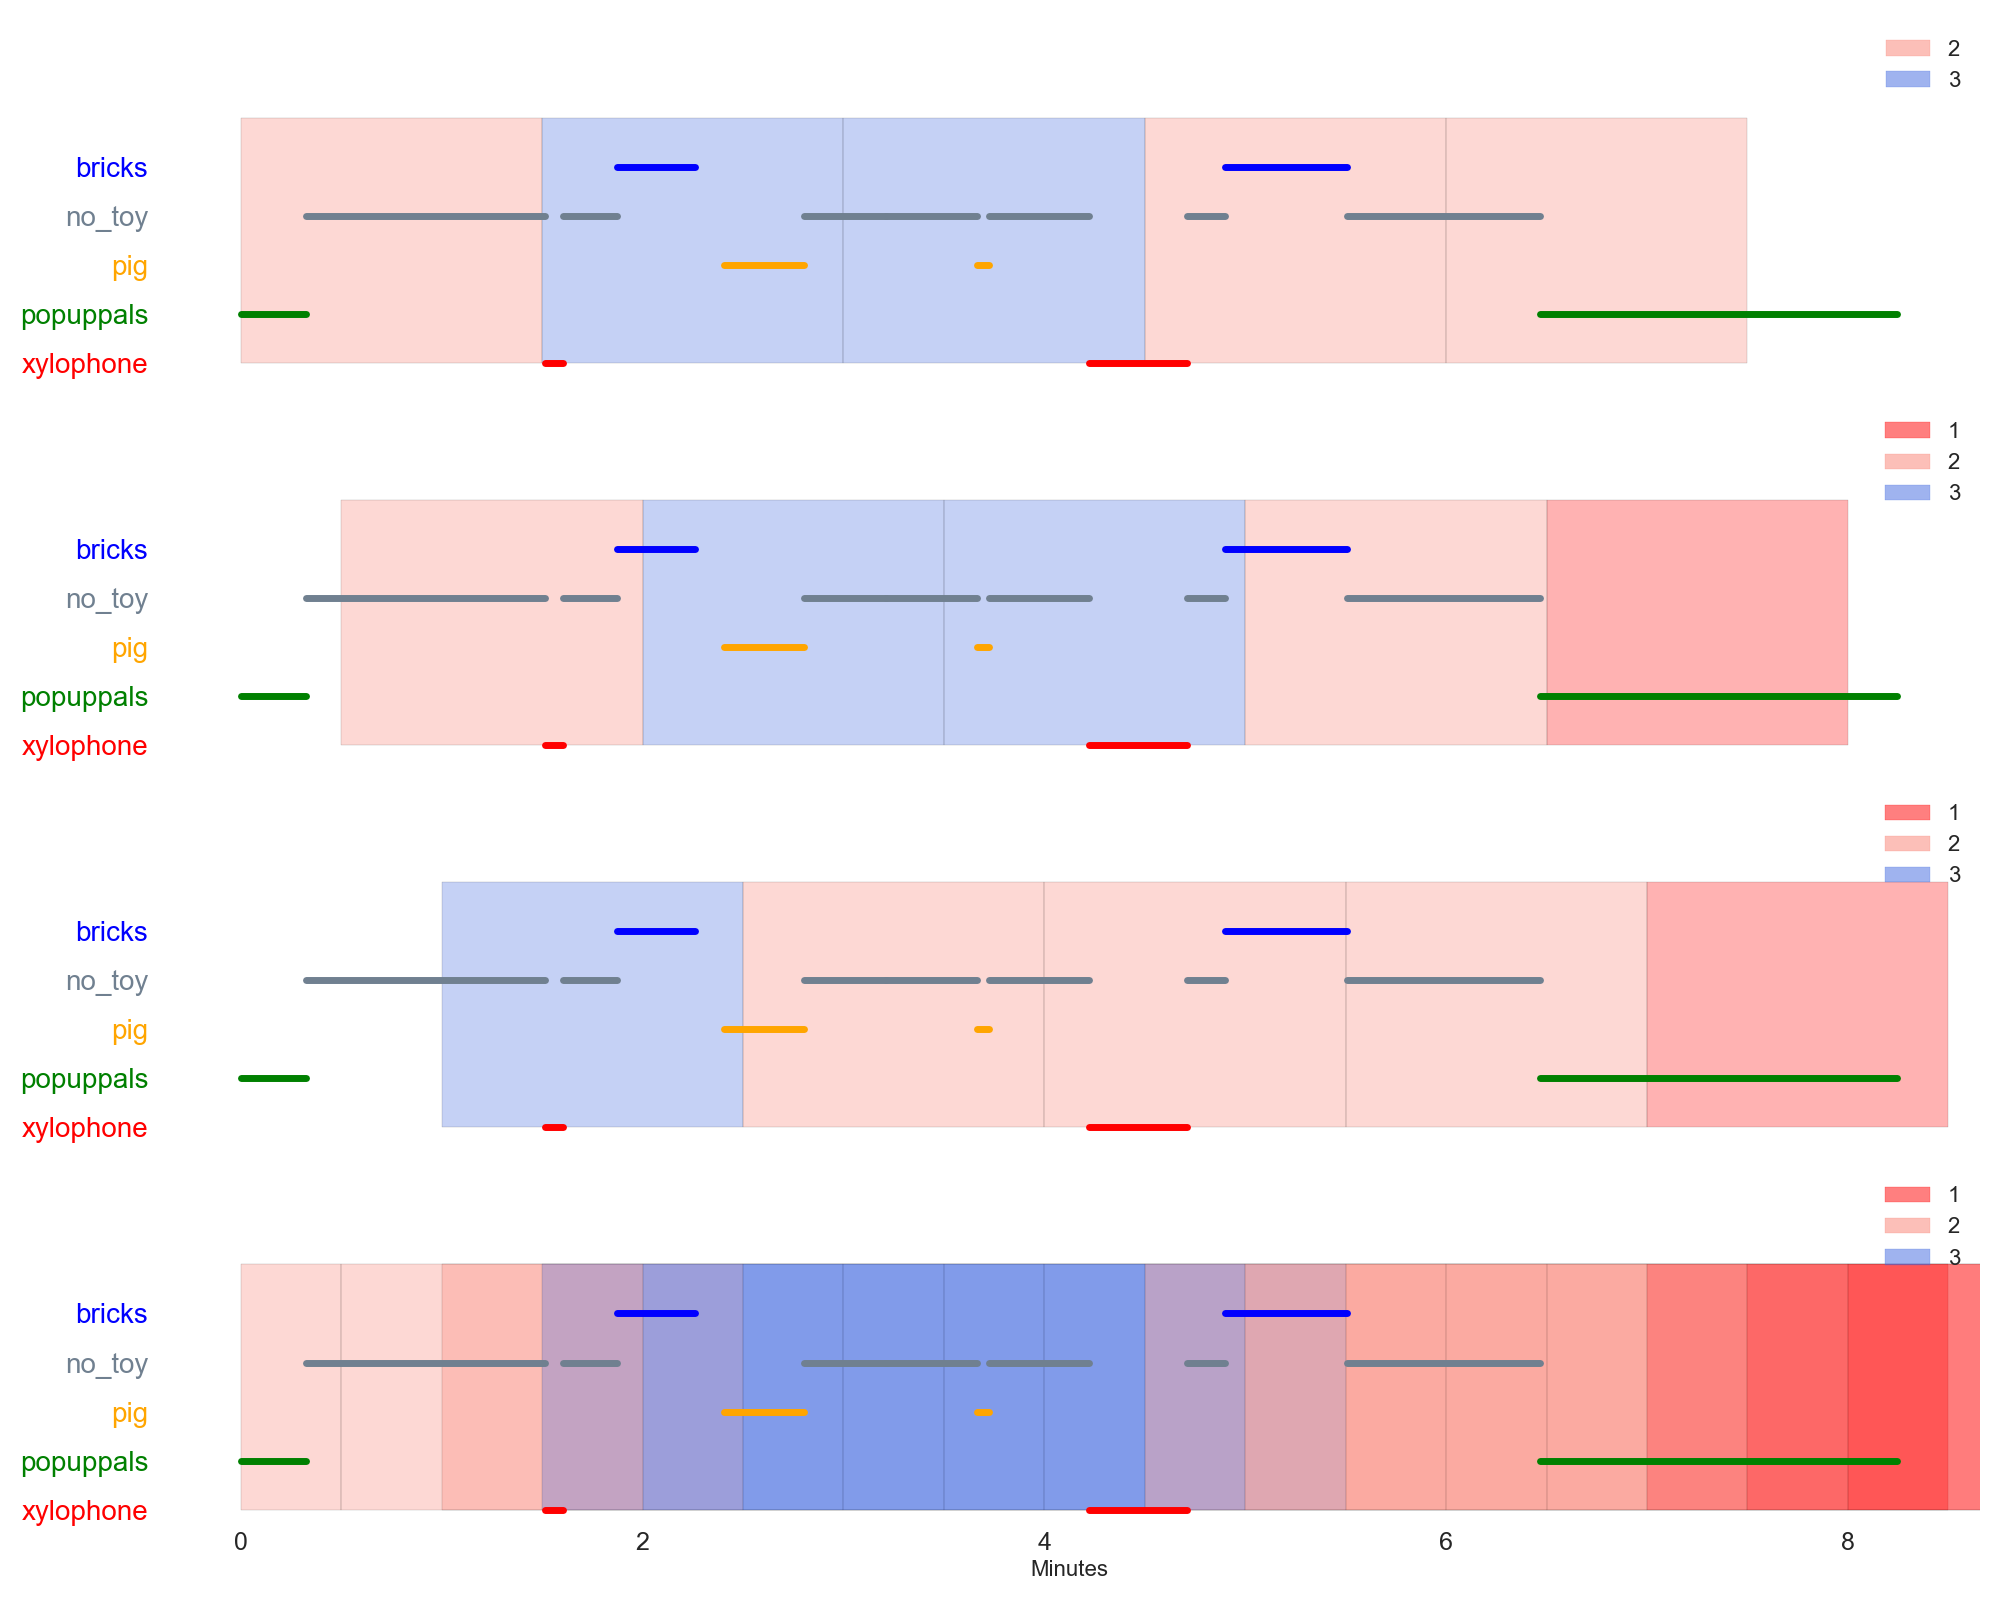 2
3
bricks
no_toy
pig
popuppals
xylophone
1
2
3
bricks
no_toy
pig
popuppals
xylophone
1
2
3
bricks
no_toy
pig
popuppals
xylophone
1
2
3
bricks
no_toy
pig
popuppals
xylophone
0 2 4 6 8
Minutes